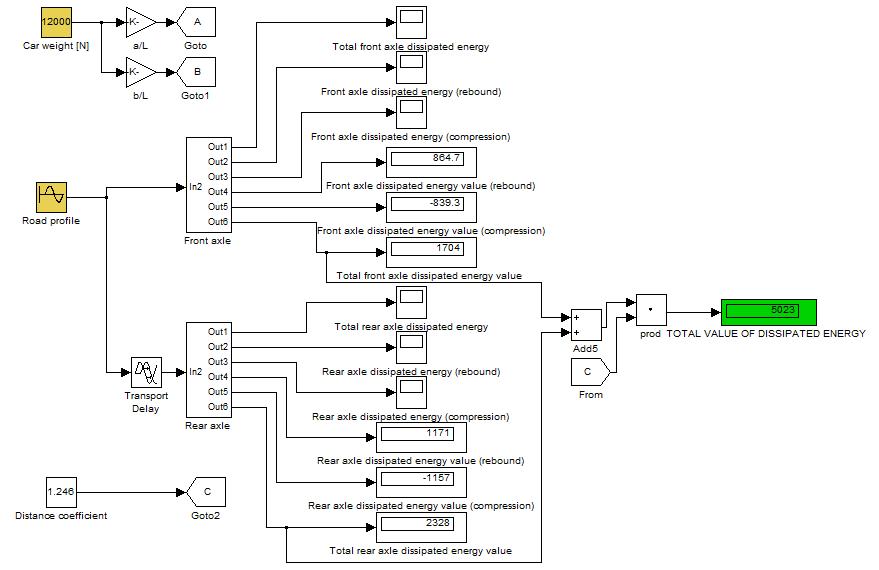 12000
Car weight [N]
-K-
a/L
A
Goto
-K-
b/L
B
Goto1
Total front axle dissipated energy
Front axle dissipated energy (rebound)
Front axle dissipated energy (compression)
Out1
Out2
Out3
Out4
Out5
Out6
In2
Front axle
864.7
Front axle dissipated energy value (rebound)
-839.3
Front axle dissipated energy value (compression)
1704
Total front axle dissipated energy value
Road profile
Total rear axle dissipated energy
Rear axle dissipated energy (rebound)
Rear axle dissipated energy (compression)
Out1
Out2
Out3
Out4
Out5
Out6
In2
Rear axle
Transport
Delay
1171
Rear axle dissipated energy value (rebound)
-1157
Rear axle dissipated energy value (compression)
2328
Total rear axle dissipated energy value
1.246
Distance coefficient
C
Goto2
+
+
Add5
C
From
prod
5023
TOTAL VALUE OF DISSIPATED ENERGY